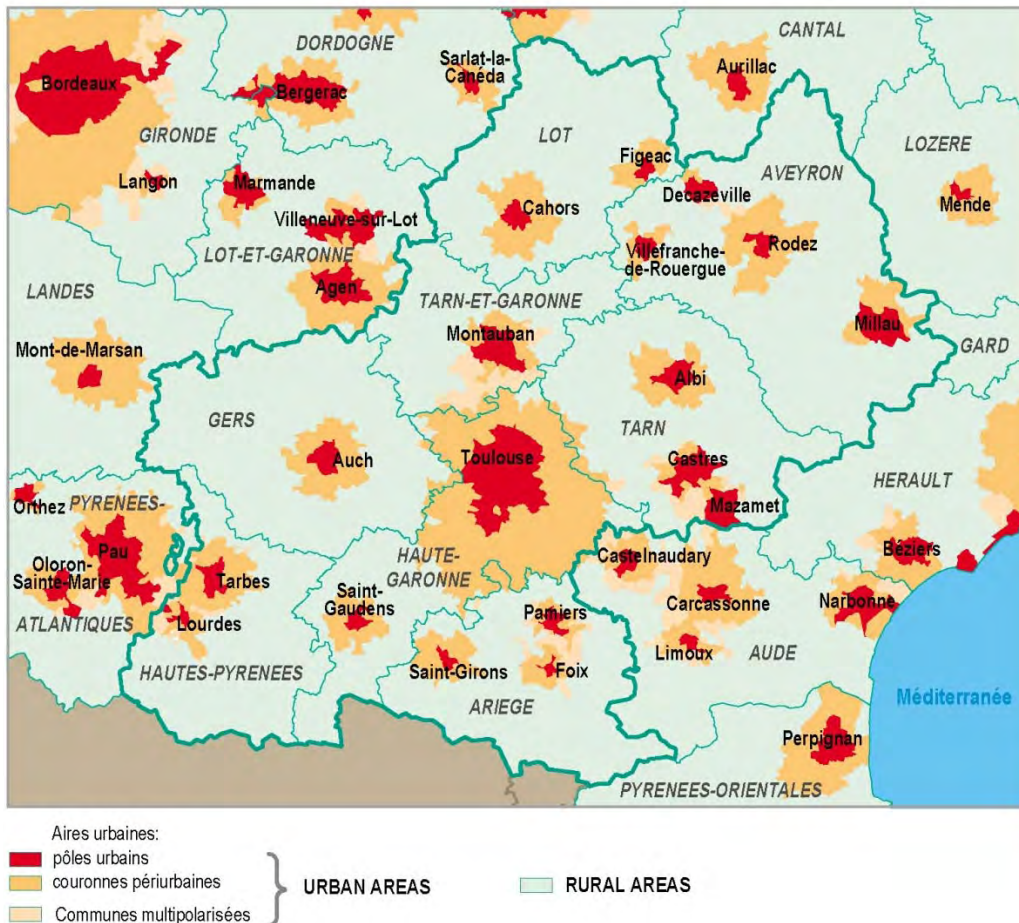 DORDOGNE
CANTAL
Sarlat-la-
Canéda
Aurillac
Bordeaux
Bergerac
GIRONDE
LOT
LOZERE
Figeac
AVEYRON
Langon
Marmande
Decazeville
Mende
Cahors
Villeneuve-sur-Lot
Villefranche-
de-Rouergue
Rodez
LOT-ET-GARONNE
LANDES
Agen
TARN-ET-GARONNE
Millau
Montauban
Mont-de-Marsan
GARD
Albi
GERS
TARN
Auch
Toulouse
Castres
HERAULT
Orthez
PYRENEES-
Mazamet
Pau
HAUTE-
GARONNE
Castelnaudary
Béziers
Oloron-
Sainte-Marie
Tarbes
Saint-
Gaudens
Carcassonne
Narbonne
Pamiers
ATLANTIQUES
Lourdes
Limoux
AUDE
HAUTES-PYRENEES
Saint-Girons
Foix
ARIEGE
Méditerranée
Perpignan
PYRENEES-ORIENTALES
Aires urbaines:
pôles urbains
couronnes périurbaines
URBAN AREAS
RURAL AREAS
Communes multipolarisées